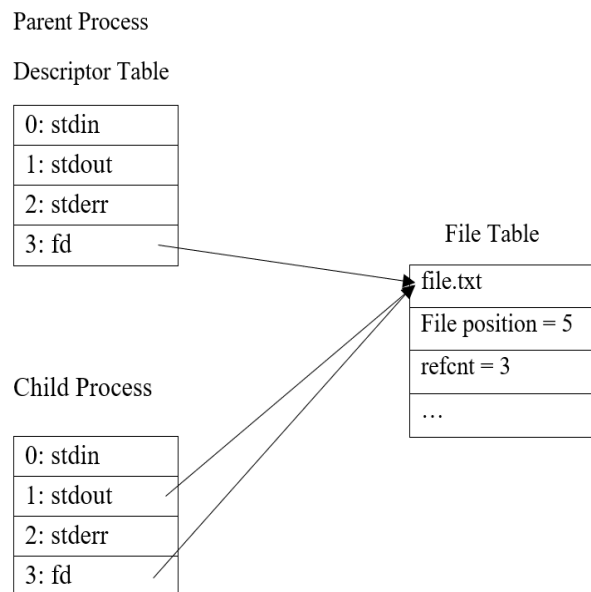 Parent Process
Descriptor Table
0: stdin
1: stdout
2: stderr
3: fd
File Table
file.txt
File position = 5
refcnt = 3
…
Child Process
0: stdin
1: stdout
2: stderr
3: fd